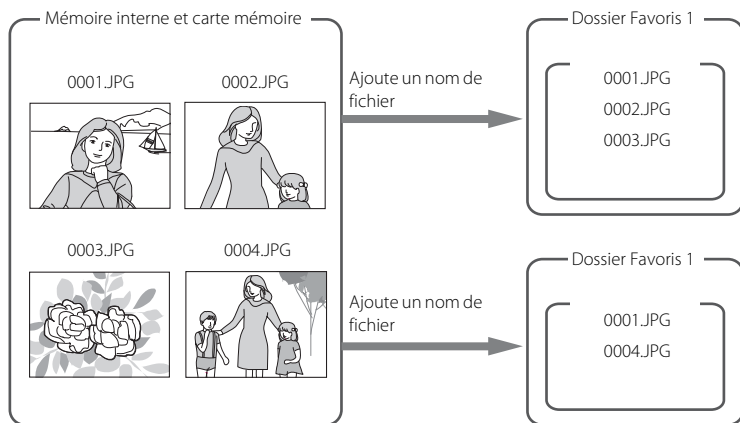 Mémoire interne et carte mémoire
0001.JPG
0002.JPG
0003.JPG
0004.JPG
Ajoute un nom de
fichier
Dossier Favoris 1
0001.JPG
0002.JPG
0003.JPG
Ajoute un nom de
fichier
Dossier Favoris 1
0001.JPG
0004.JPG